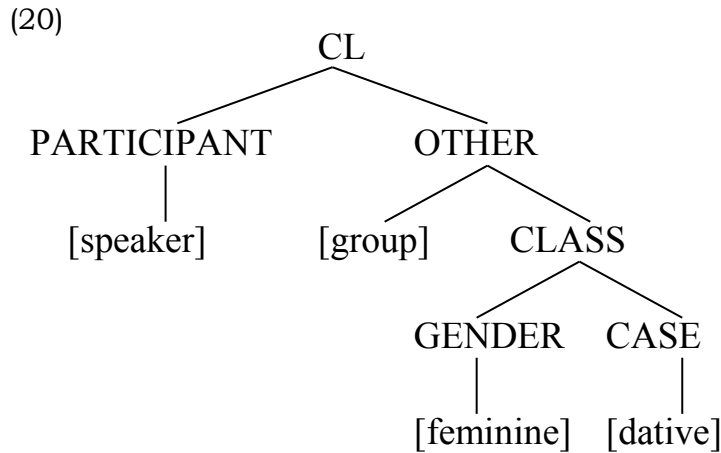 (20)
CL
PARTICIPANT OTHER
[speaker] [group] CLASS
GENDER CASE
[feminine] [dative]